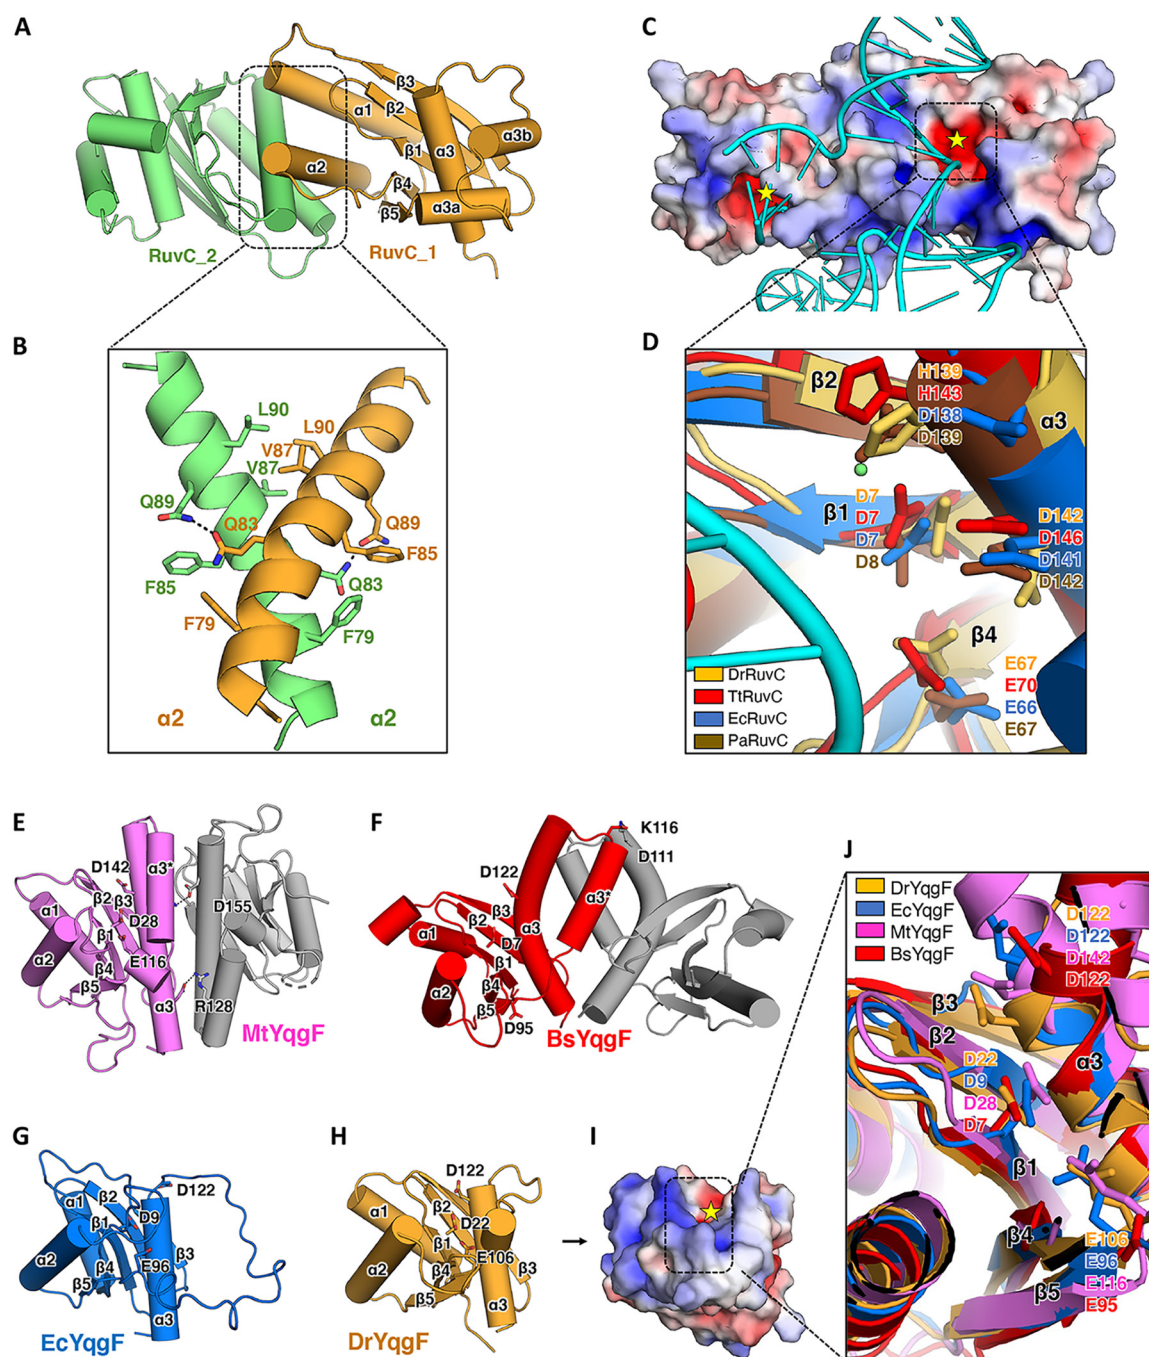 A
β3
α1
β2
α3
α3b
α2
β1
β4
β5
α3a
RuvC_2
RuvC_1
B
L90
L90
V87
V87
Q89
Q83
Q89
F85
F85
Q83
F79
F79
α2
α2
C
D
β2
H139
H143
D138
D139
α3
β1
D7
D7
D7
D8
D142
D146
D141
D142
β4
E67
E70
E66
E67
DrRuvC
TtRuvC
EcRuvC
PaRuvC
E
D142
α3*
β2
β3
α1
D28
D155
β1
α2
E116
β4
β5
α3
R128
MtYqgF
F
K116
D111
D122
α3*
β3
β2
α3
α1
D7
β1
α2
β4
β5
D95
BsYqgF
G
D122
α1
β2
D9
β1
α2
E96
β3
β4
β5
α3
EcYqgF
H
D122
α1
β2
D22
β1
E106
α2
β4
β3
β5
α3
DrYqgF
I
J
DrYqgF
EcYqgF
MtYqgF
BsYqgF
D122
D122
D142
D122
β3
β2
α3
D22
D9
D28
D7
β1
β4
E106
E96
β5
E116
E95